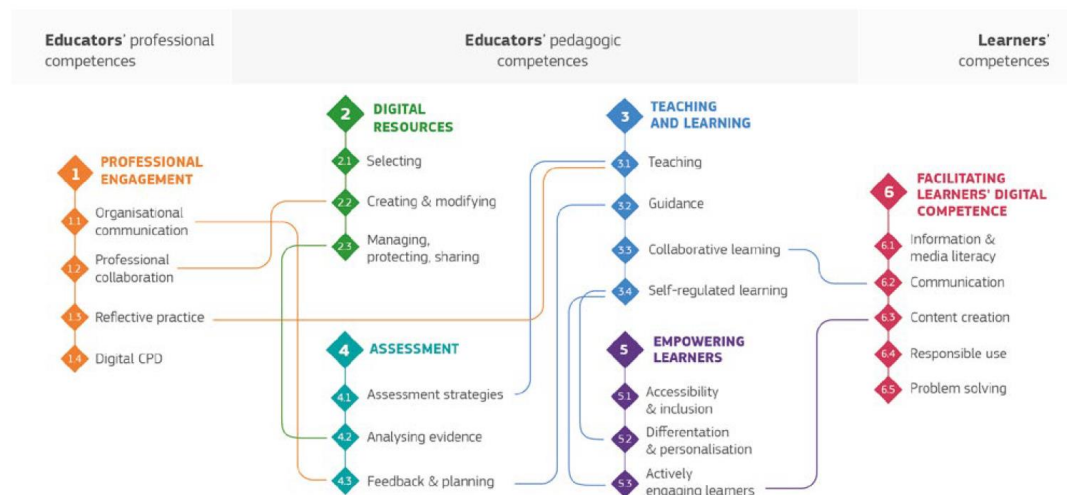 Educators' professional
competences
Educators' pedagogic
competences
Learners'
competences
1 PROFESSIONAL
ENGAGEMENT
1.1 Organisational
communication
1.2 Professional
collaboration
1.3 Reflective practice
1.4 Digital CPD
2 DIGITAL
RESOURCES
2.1 Selecting
2.2 Creating & modifying
2.3 Managing,
protecting, sharing
3 TEACHING
AND LEARNING
3.1 Teaching
3.2 Guidance
3.3 Collaborative learning
3.4 Self-regulated learning
4 ASSESSMENT
4.1 Assessment strategies
4.2 Analysing evidence
4.3 Feedback & planning
5 EMPOWERING
LEARNERS
5.1 Accessibility
& inclusion
5.2 Differentation
& personalisation
5.3 Actively
engaging learners
6 FACILITATING
LEARNERS' DIGITAL
COMPETENCE
6.1 Information &
media literacy
6.2 Communication
6.3 Content creation
6.4 Responsible use
6.5 Problem solving